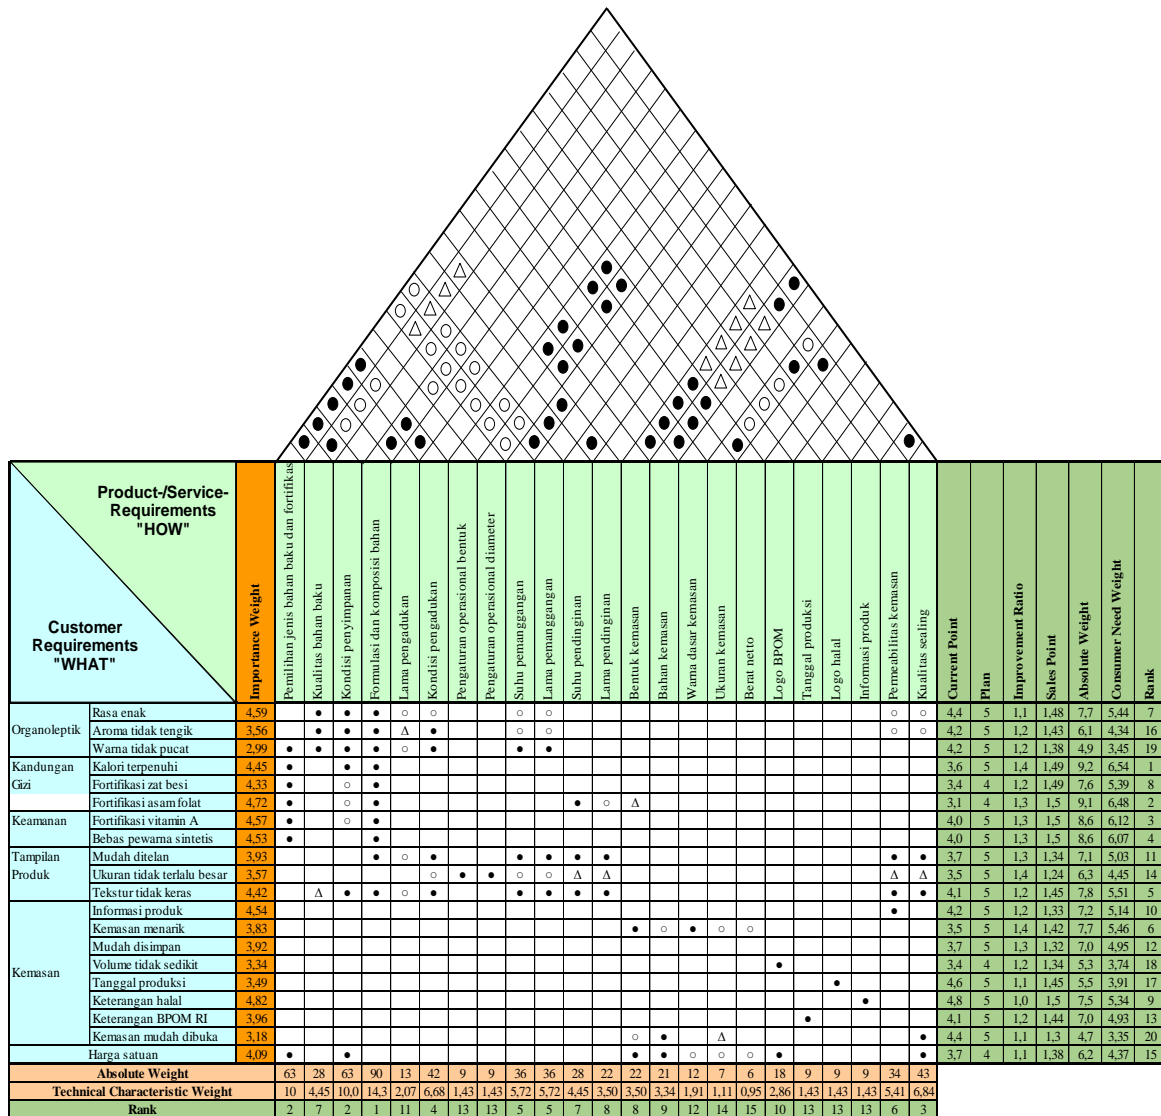 Product-/Service-
Requirements
"HOW"
Customer
Requirements
"WHAT"
Importance Weight
Pemilihan jenis bahan baku dan fortifikas
Kualitas bahan baku
Kondisi penyimpanan
Formulasi dan komposisi bahan
Lama pengadukan
Kondisi pengadukan
Pengaturan operasional bentuk
Pengaturan operasional diameter
Suhu pemanggangan
Lama pemanggangan
Suhu pendinginan
Lama pendinginan
Bentuk kemasan
Bahan kemasan
Warna dasar kemasan
Ukuran kemasan
Berat netto
Logo BPOM
Tanggal produksi
Logo halal
Infomasi produk
Permeabilitas kemasan
Kualitas sealing
Current Point
Plan
Improvement Ratio
Sales Point
Absolute Weight
Consumer Need Weight
Rank
Organoleptik
Rasa enak 4,59 4,4 5 1,1 1,48 7,7 5,44 7
Aroma tidak tengik 3,56 4,2 5 1,2 1,43 6,1 4,34 16
Warna tidak pucat 2,99 4,2 5 1,2 1,38 4,9 3,45 19
Kandungan Gizi
Kalori terpenuhi 4,45 3,6 5 1,4 1,49 9,2 6,54 1
Fortifikasi zat besi 4,33 3,4 4 1,2 1,49 7,6 5,39 8
Fortifikasi asam folat 4,72 3,1 4 1,3 1,5 9,1 6,48 2
Keamanan
Fortifikasi vitamin A 4,57 4,0 5 1,3 1,5 8,6 6,12 3
Bebas pewarna sintetis 4,53 4,0 5 1,3 1,5 8,6 6,07 4
Tampilan Produk
Mudah ditelan 3,93 3,7 5 1,3 1,34 7,1 5,03 11
Ukuran tidak terlalu besar 3,57 3,5 5 1,4 1,24 6,3 4,45 14
Tekstur tidak keras 4,42 4,1 5 1,2 1,45 7,8 5,51 5
Kemasan
Informasi produk 4,54 4,2 5 1,2 1,33 7,2 5,14 10
Kemasan menarik 3,83 3,5 5 1,4 1,42 7,7 5,46 6
Mudah disimpan 3,92 3,7 5 1,3 1,32 7,0 4,95 12
Volume tidak sedikit 3,34 3,4 4 1,2 1,34 5,3 3,74 18
Tanggal produksi 3,49 4,6 5 1,1 1,45 5,5 3,91 17
Keterangan halal 4,82 4,8 5 1,0 1,5 7,5 5,34 9
Keterangan BPOM RI 3,96 4,1 5 1,2 1,44 7,0 4,93 13
Kemasan mudah dibuka 3,18 4,4 5 1,1 1,3 4,7 3,35 20
Harga satuan 4,09 3,7 4 1,1 1,38 6,2 4,37 15
Absolute Weight 63 28 63 90 13 42 9 9 36 36 28 22 22 21 12 7 6 18 9 9 9 34 43
Technical Characteristic Weight 10 4,45 10,0 14,3 2,07 6,68 1,43 1,43 5,72 5,72 4,45 3,50 3,50 3,34 1,91 1,11 0,95 2,86 1,43 1,43 1,43 5,41 6,84
Rank 2 7 2 1 11 4 13 13 5 5 7 8 8 9 12 14 15 10 13 13 13 6 3